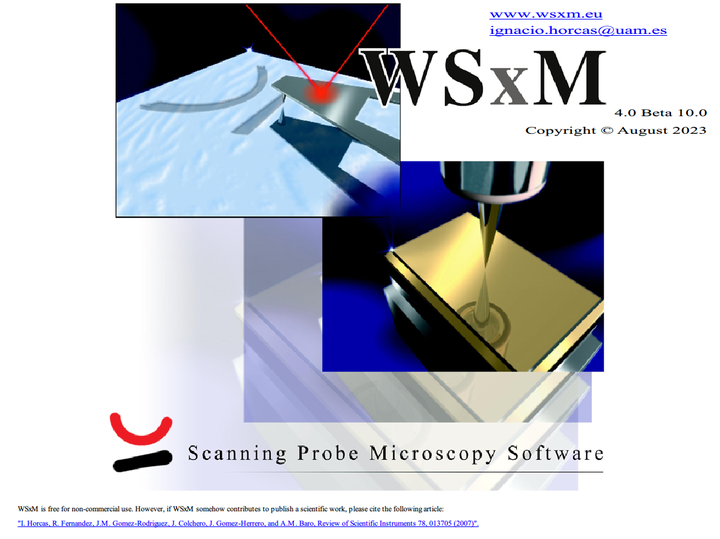 www.wsxm.eu
ignacio.horcas@uam.es
WSxM
4.0 Beta 10.0
Copyright © August 2023
Scanning Probe Microscopy Software
WSxM is free for non-commercial use. However, if WSxM somehow contributes to publish a scientific work, please cite the following article:
"I. Horcas, R. Fernandez, J.M. Gomez-Rodriguez, J. Colchero, J. Gomez-Herrero, and A.M. Baro, Review of Scientific Instruments 78, 013705 (2007)".